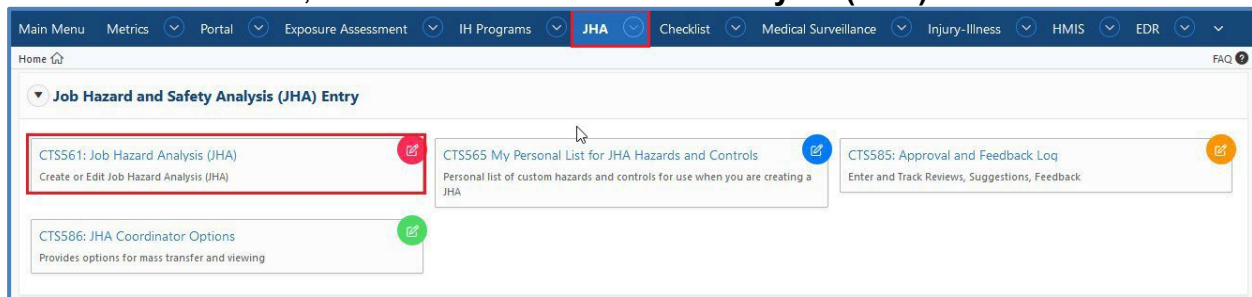 Main Menu Metrics Portal Exposure Assessment IH Programs JHA Checklist Medical Surveillance Injury-Illness HMIS EDR
Home FAQ
Job Hazard and Safety Analysis (JHA) Entry
CTS561: Job Hazard Analysis (JHA)
Create or Edit Job Hazard Analysis (JHA)
CTS565 My Personal List for JHA Hazards and Controls
Personal list of custom hazards and controls for use when you are creating a
JHA
CTS585: Approval and Feedback Log
Enter and Track Reviews, Suggestions, Feedback
CTS586: JHA Coordinator Options
Provides options for mass transfer and viewing